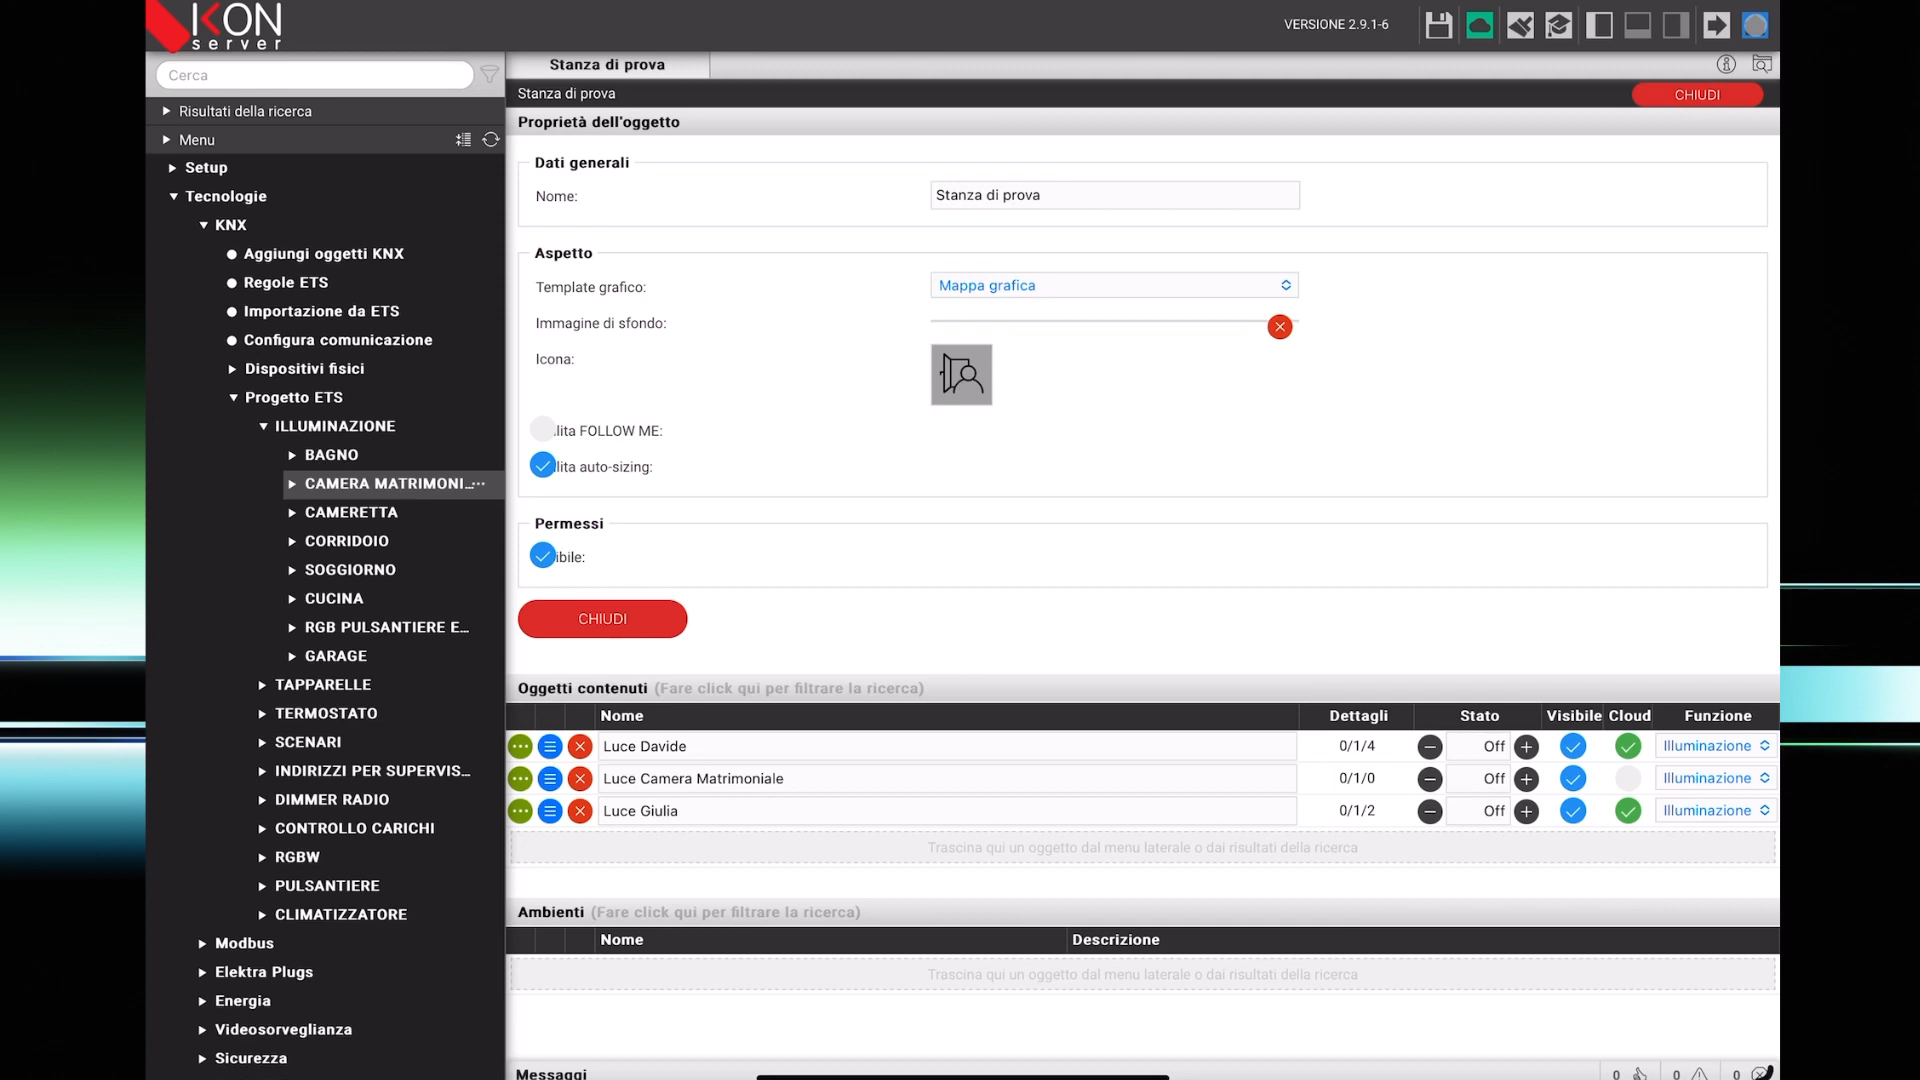 IKON
server
VERSIONE 2.9.1-6
Cerca
Risultati della ricerca
Menu
Setup
Tecnologie
KNX
Aggiungi oggetti KNX
Regole ETS
Importazione da ETS
Configura comunicazione
Dispositivi fisici
Progetto ETS
ILLUMINAZIONE
BAGNO
CAMERA MATRIMONI...
CAMERETTA
CORRIDOIO
SOGGIORNO
CUCINA
RGB PULSANTIERE E...
GARAGE
TAPPARELLE
TERMOSTATO
SCENARI
INDIRIZZI PER SUPERVIS...
DIMMER RADIO
CONTROLLO CARICHI
RGBW
PULSANTIERE
CLIMATIZZATORE
Modbus
Elektra Plugs
Energia
Videosorveglianza
Sicurezza
Stanza di prova
Stanza di prova CHIUDI
Proprietà dell'oggetto
Dati generali
Nome: Stanza di prova
Aspetto
Template grafico: Mappa grafica
Immagine di sfondo:
Icona:
lita FOLLOW ME:
lita auto-sizing:
Permessi
ibile:
CHIUDI
Oggetti contenuti (Fare click qui per filtrare la ricerca)
Nome Dettagli Stato Visibile Cloud Funzione
Luce Davide 0/1/4 Off Illuminazione
Luce Camera Matrimoniale 0/1/0 Off Illuminazione
Luce Giulia 0/1/2 Off Illuminazione
Trascina qui un oggetto dal menu laterale o dai risultati della ricerca
Ambienti (Fare click qui per filtrare la ricerca)
Nome Descrizione
Trascina qui un oggetto dal menu laterale o dai risultati della ricerca
Messaggi 0 0 0